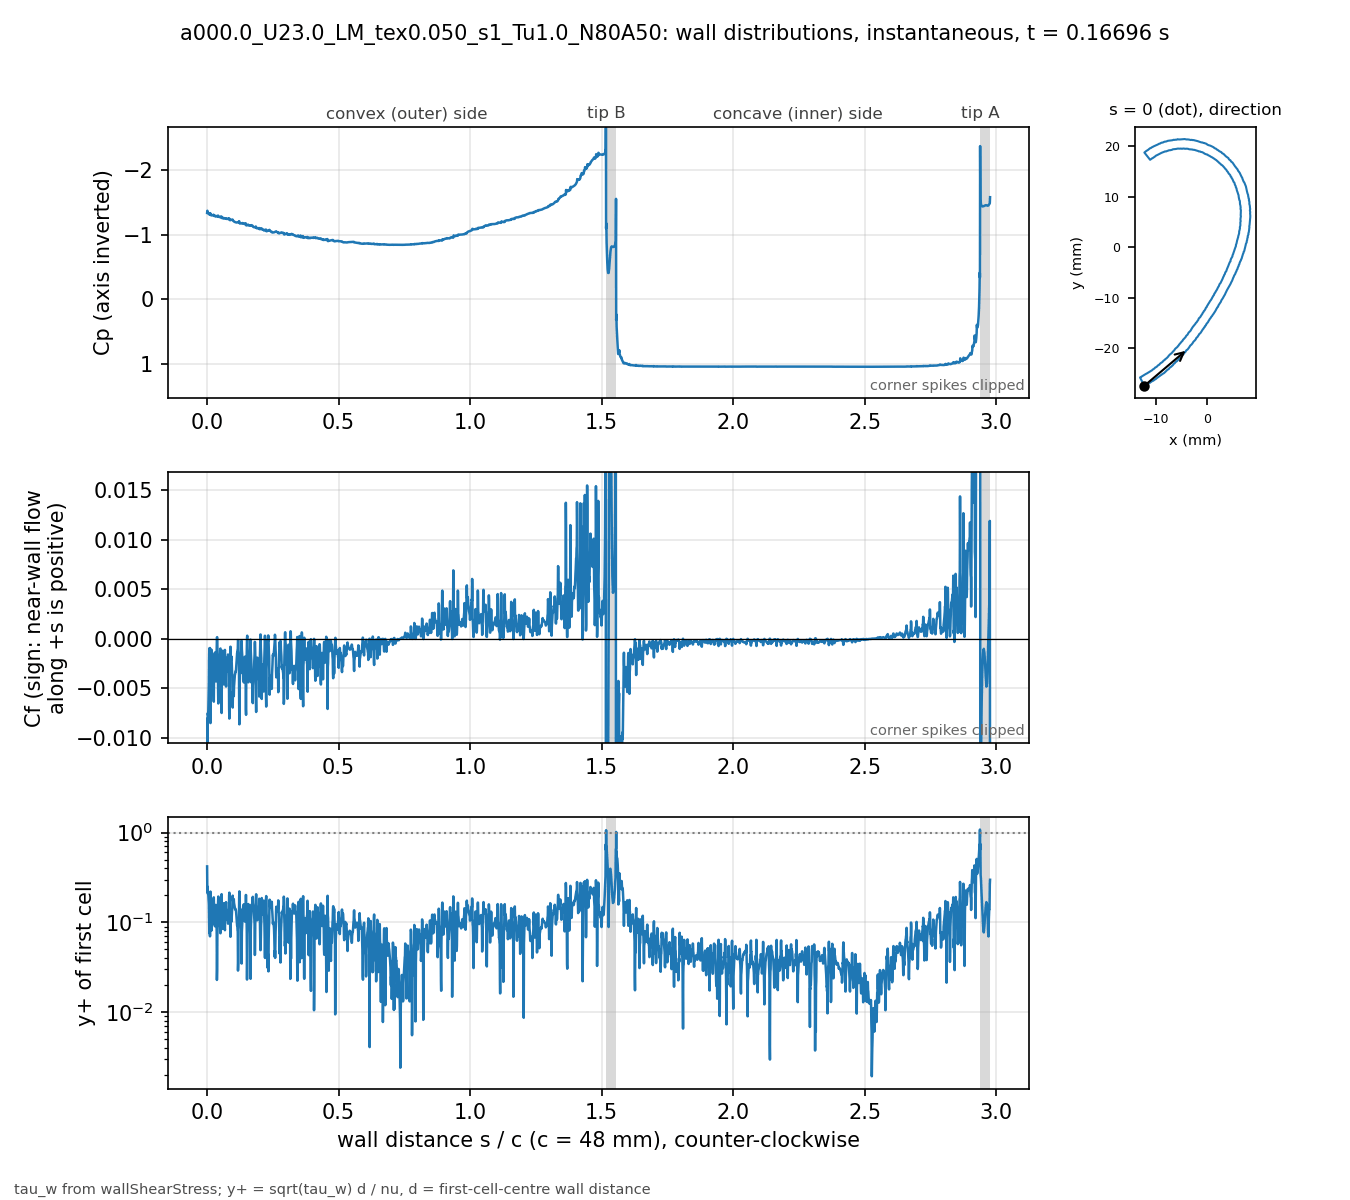 a000.0_U23.0_LM_tex0.050_s1_Tu1.0_N80A50: wall distributions, instantaneous, t = 0.16696 s
convex (outer) side
tip B
concave (inner) side
tip A
s = 0 (dot), direction
Cp (axis inverted)
−2
−1
0
1
corner spikes clipped
0.0 0.5 1.0 1.5 2.0 2.5 3.0
y (mm)
20
10
0
−10
−20
−10 0
x (mm)
Cf (sign: near-wall flow
along +s is positive)
0.015
0.010
0.005
0.000
−0.005
−0.010
corner spikes clipped
0.0 0.5 1.0 1.5 2.0 2.5 3.0
y+ of first cell
10⁰
10⁻¹
10⁻²
0.0 0.5 1.0 1.5 2.0 2.5 3.0
wall distance s / c (c = 48 mm), counter-clockwise
tau_w from wallShearStress; y+ = sqrt(tau_w) d / nu, d = first-cell-centre wall distance